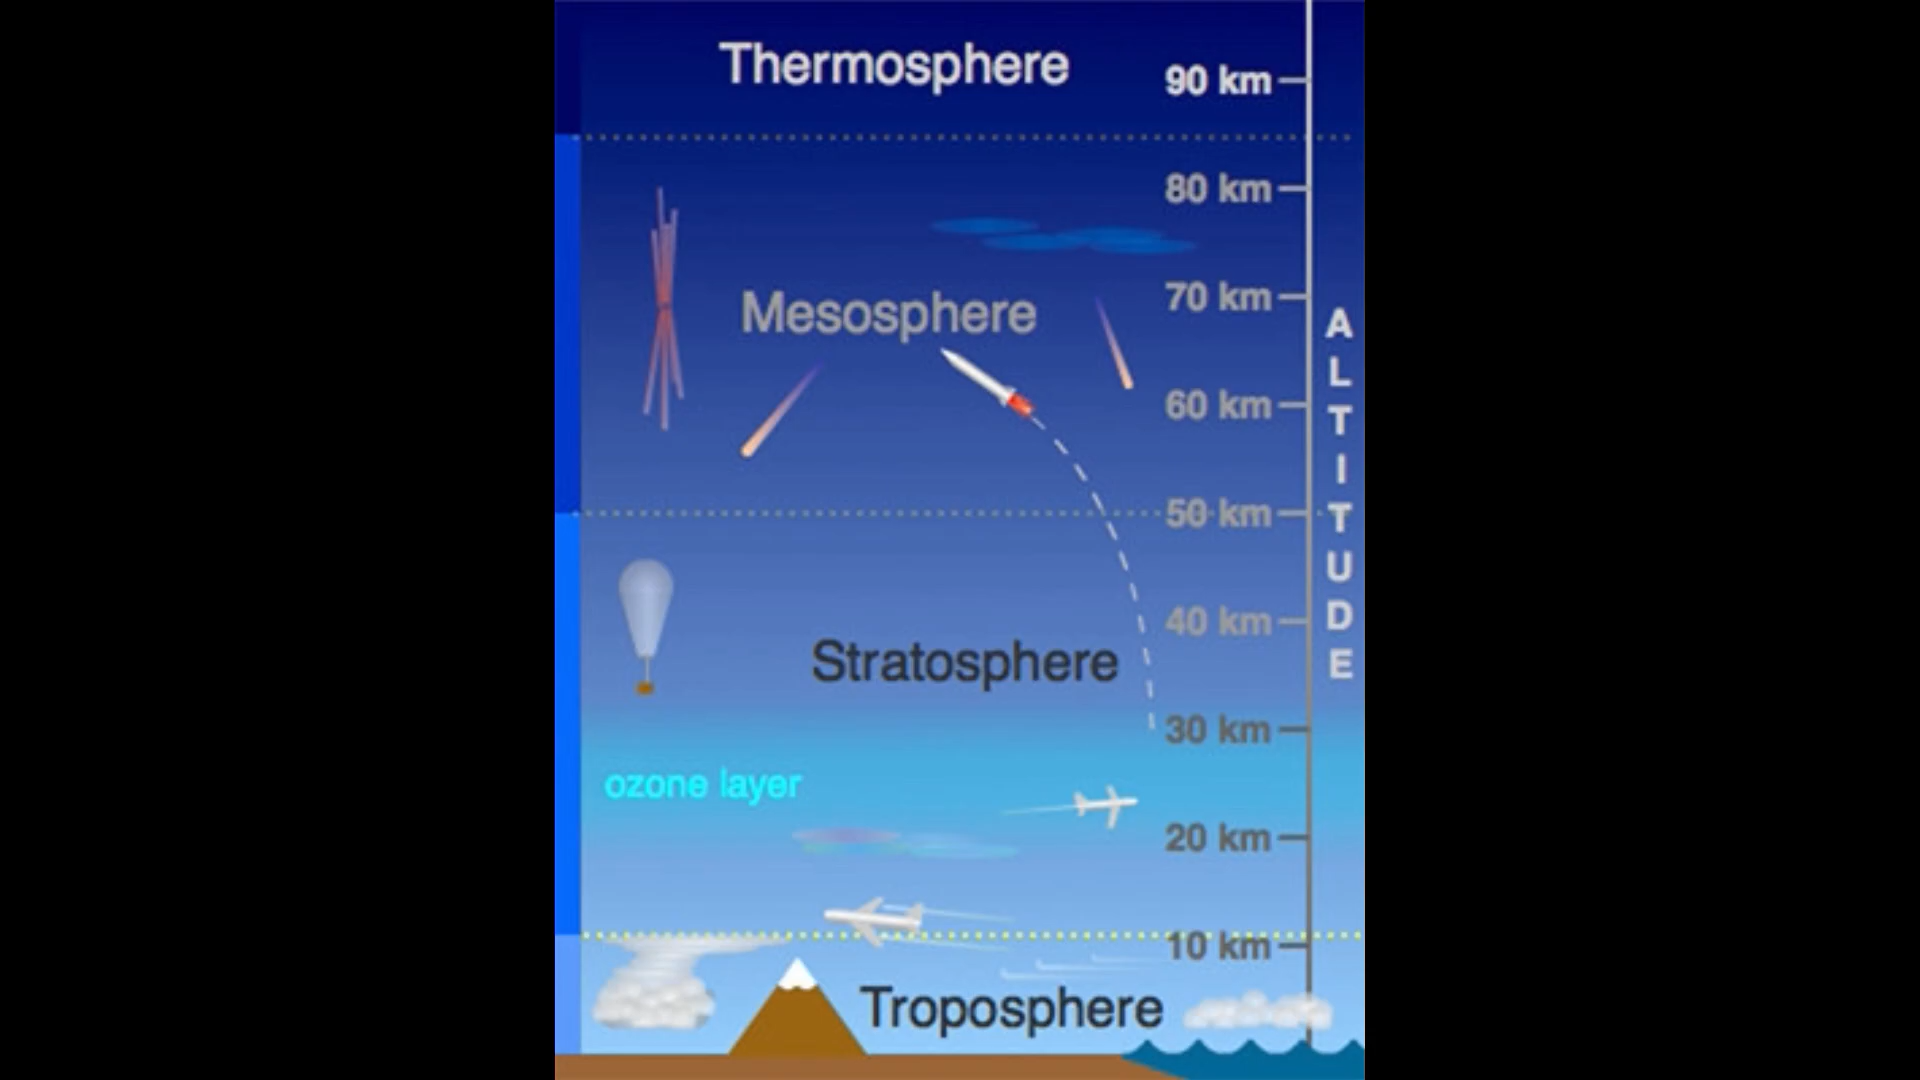 Thermosphere
90 km
80 km
Mesosphere
70 km
60 km
50 km
40 km
Stratosphere
30 km
ozone layer
20 km
10 km
Troposphere
ALTITUDE